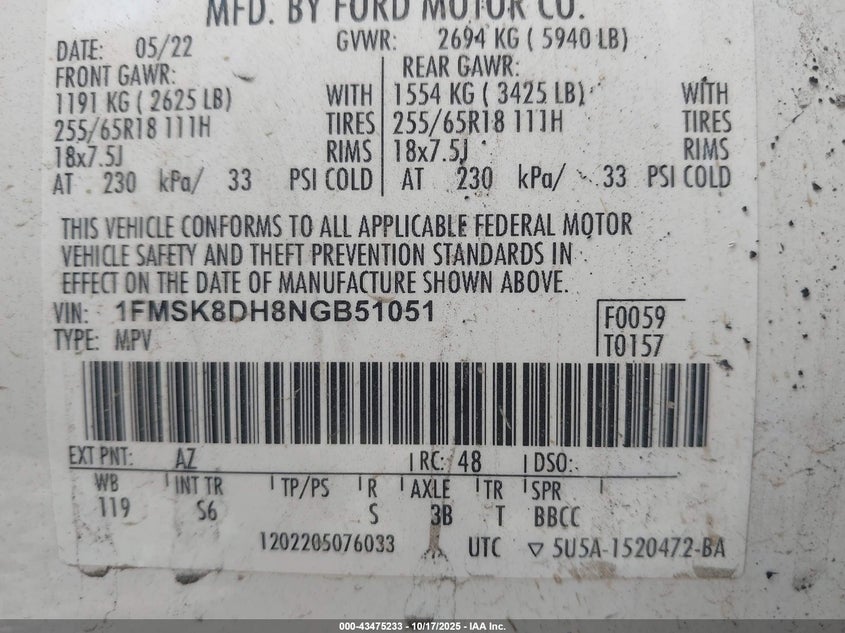 MFD. BY FORD MOTOR CO.
DATE: 05/22 GVWR: 2694 KG ( 5940 LB)
FRONT GAWR: REAR GAWR:
1191 KG ( 2625 LB) WITH 1554 KG ( 3425 LB) WITH
255/65R18 111H TIRES 255/65R18 111H TIRES
18x7.5J RIMS 18x7.5J RIMS
AT 230 kPa/ 33 PSI COLD AT 230 kPa/ 33 PSI COLD
THIS VEHICLE CONFORMS TO ALL APPLICABLE FEDERAL MOTOR
VEHICLE SAFETY AND THEFT PREVENTION STANDARDS IN
EFFECT ON THE DATE OF MANUFACTURE SHOWN ABOVE.
VIN: 1FMSK8DH8NGB51051 F0059
TYPE: MPV T0157
EXT PNT: AZ RC: 48 DSO:
WB INT TR TP/PS R AXLE TR SPR
119 S6 S 3B T BBCC
1202205076033 UTC ▽ 5U5A-1520472-BA
000-43475233 - 10/17/2025 - IAA Inc.